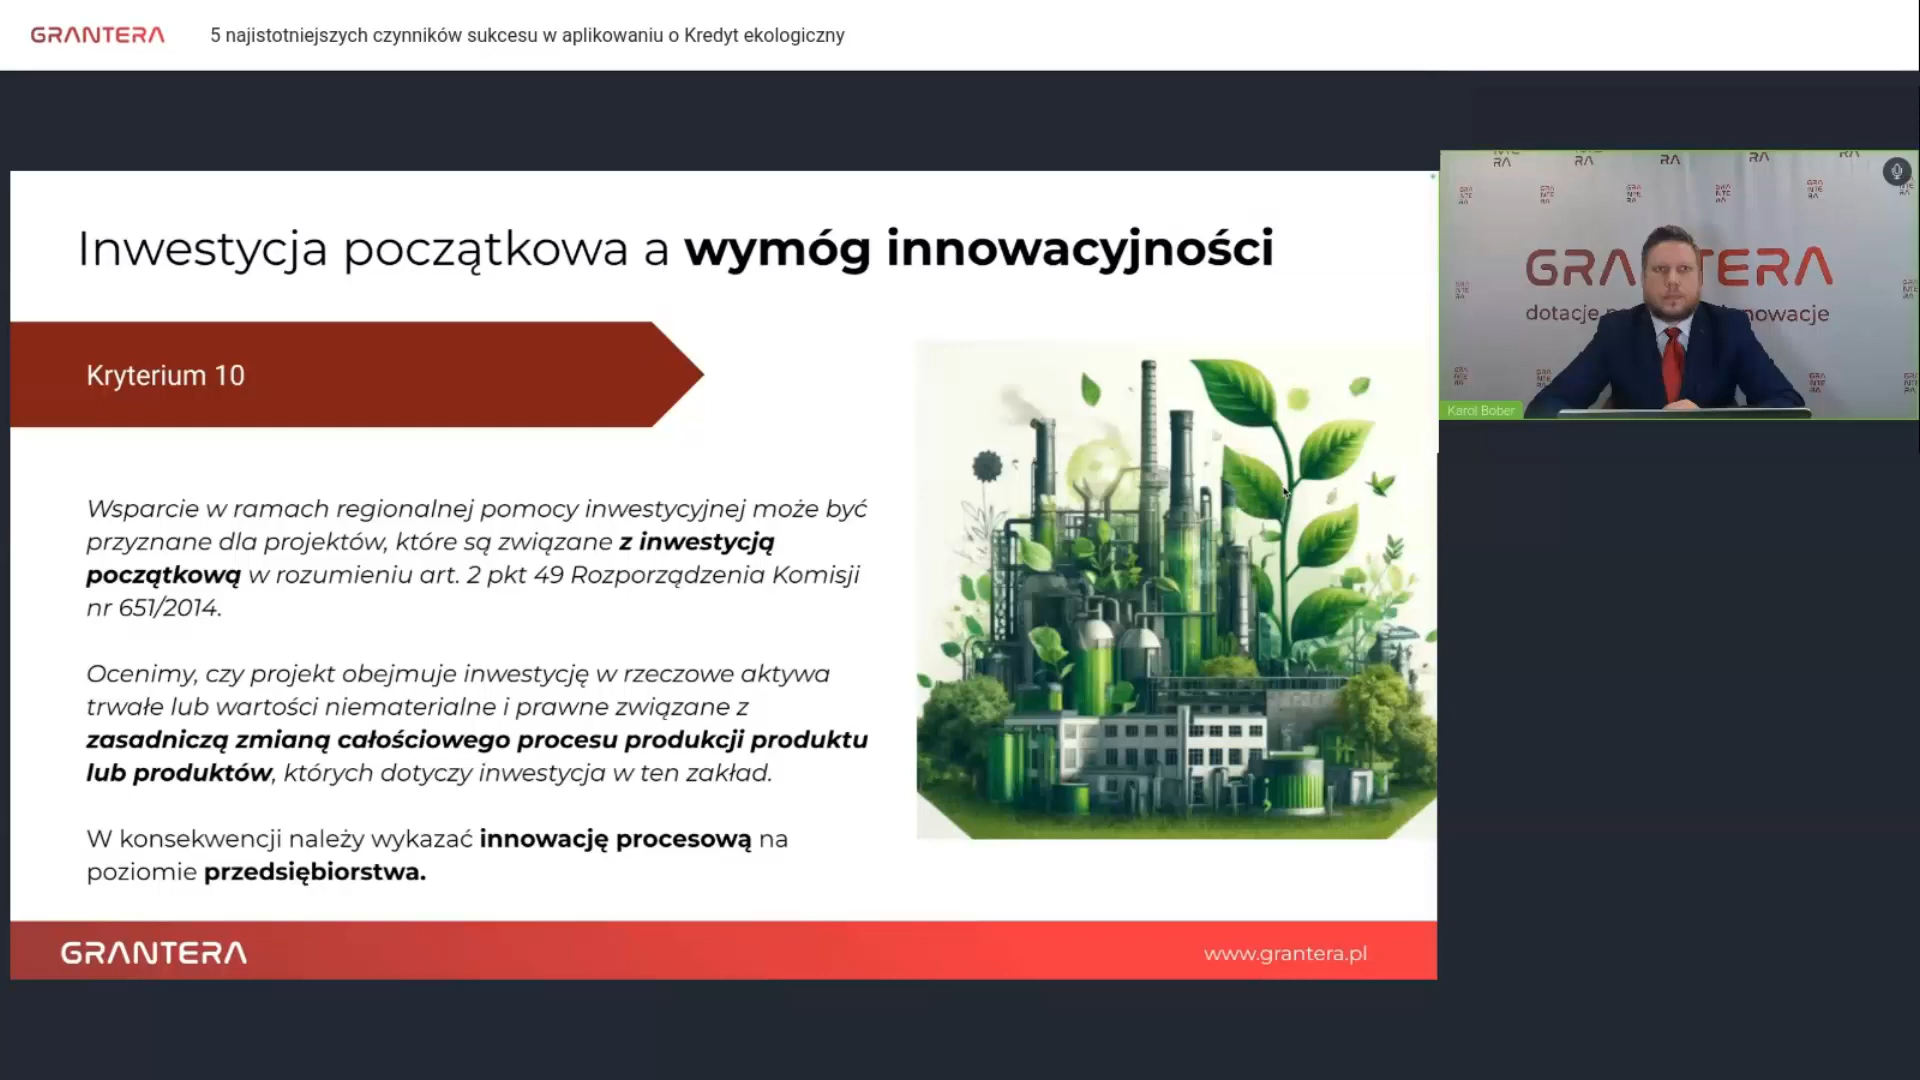 GRANTERA
5 najistotniejszych czynników sukcesu w aplikowaniu o Kredyt ekologiczny
Inwestycja początkowa a wymóg innowacyjności
Kryterium 10
Wsparcie w ramach regionalnej pomocy inwestycyjnej może być
przyznane dla projektów, które są związane z inwestycją
początkową w rozumieniu art. 2 pkt 49 Rozporządzenia Komisji
nr 651/2014.
Ocenimy, czy projekt obejmuje inwestycję w rzeczowe aktywa
trwałe lub wartości niematerialne i prawne związane z
zasadniczą zmianą całościowego procesu produkcji produktu
lub produktów, których dotyczy inwestycja w ten zakład.
W konsekwencji należy wykazać innowację procesową na
poziomie przedsiębiorstwa.
GRANTERA
www.grantera.pl
GRA TERA
dotacje nowacje
Karol Bober